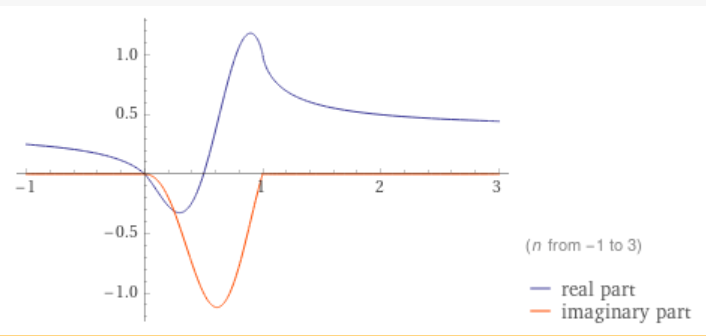 1.0
0.5
−1 1 2 3
−0.5
−1.0
(n from −1 to 3)
real part
imaginary part